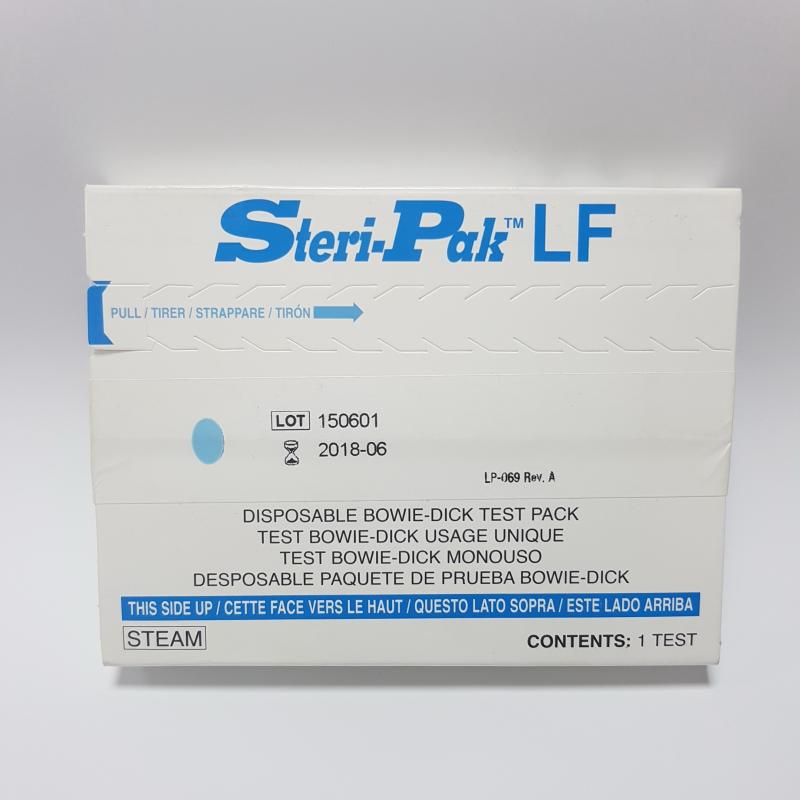 Steri-Pak™ LF
PULL / TIRER / STRAPPARE / TIRÓN
LOT 150601
2018-06
LP-069 Rev. A
DISPOSABLE BOWIE-DICK TEST PACK
TEST BOWIE-DICK USAGE UNIQUE
TEST BOWIE-DICK MONOUSO
DESPOSABLE PAQUETE DE PRUEBA BOWIE-DICK
THIS SIDE UP / CETTE FACE VERS LE HAUT / QUESTO LATO SOPRA / ESTE LADO ARRIBA
STEAM CONTENTS: 1 TEST